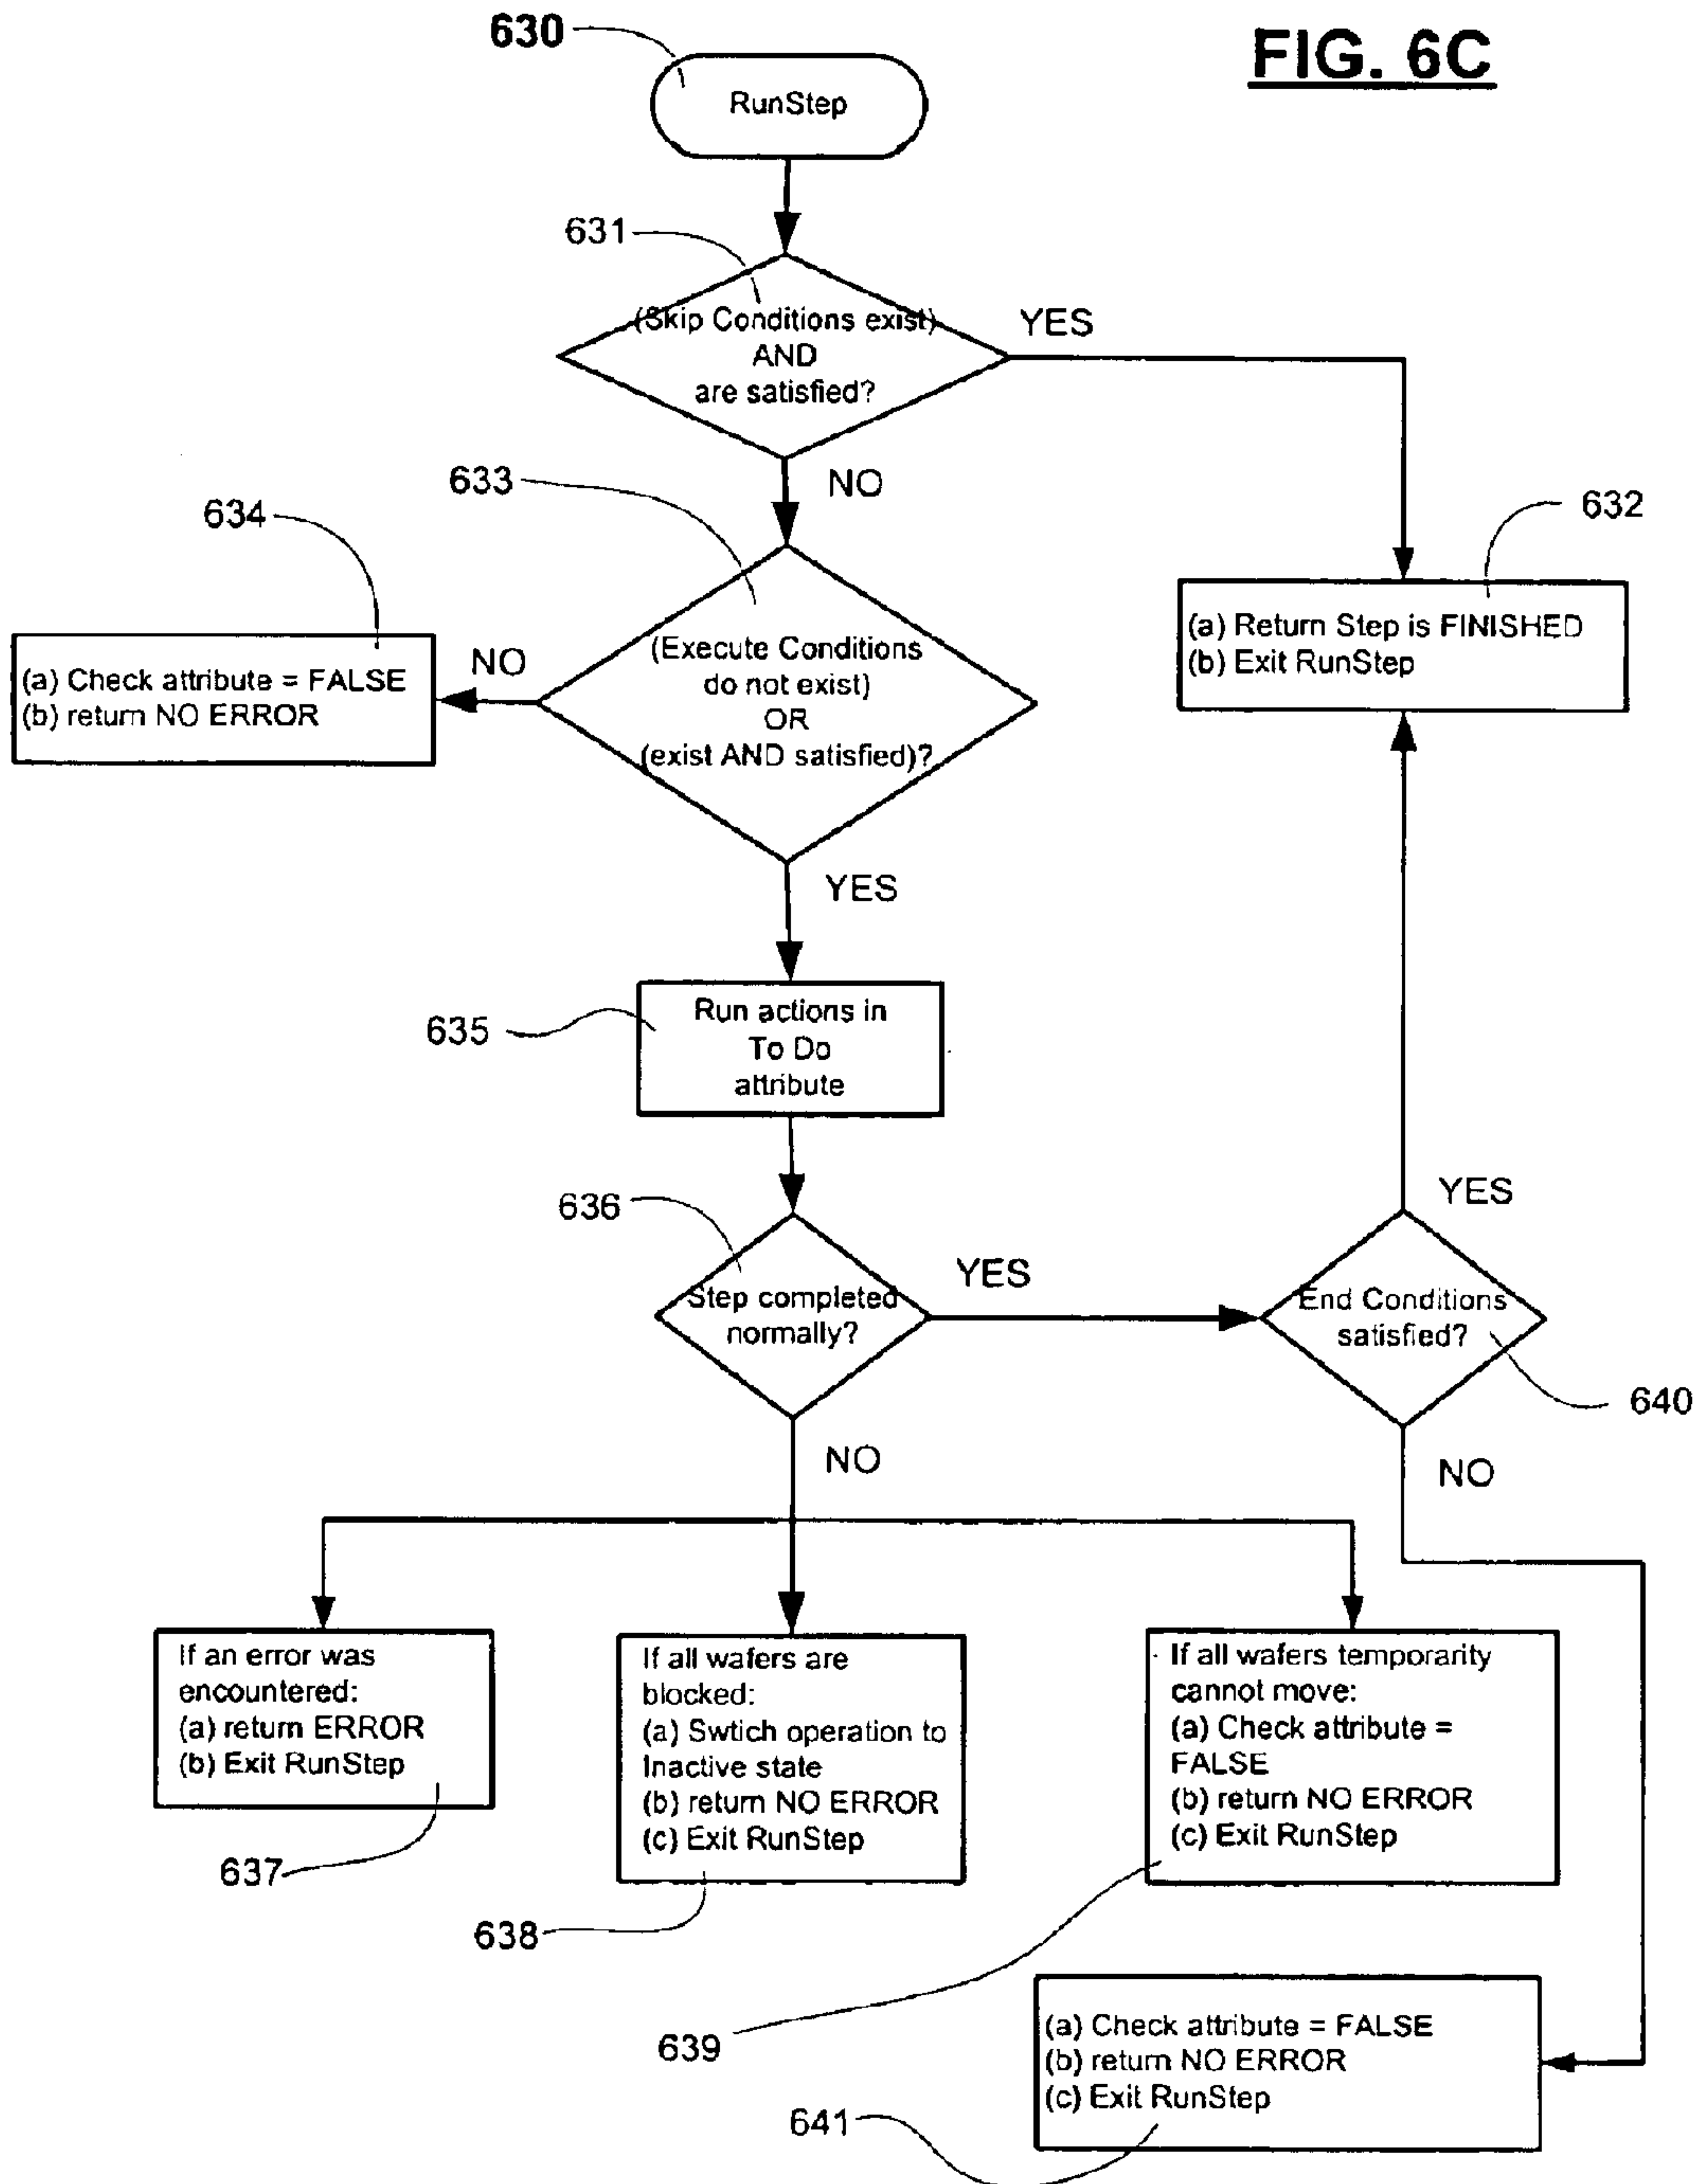 FIG. 6C
630
RunStep
631
(Skip Conditions exist)
AND
are satisfied?
YES
NO
632
(a) Return Step is FINISHED
(b) Exit RunStep
633
634
(Execute Conditions
do not exist)
OR
(exist AND satisfied)?
NO
(a) Check attribute = FALSE
(b) return NO ERROR
YES
635
Run actions in
To Do
attribute
636
Step completed
normally?
YES
YES
End Conditions
satisfied?
640
NO
NO
If an error was
encountered:
(a) return ERROR
(b) Exit RunStep
637
If all wafers are
blocked:
(a) Swtich operation to
Inactive state
(b) return NO ERROR
(c) Exit RunStep
638
If all wafers temporarity
cannot move:
(a) Check attribute =
FALSE
(b) return NO ERROR
(c) Exit RunStep
639
(a) Check attribute = FALSE
(b) return NO ERROR
(c) Exit RunStep
641